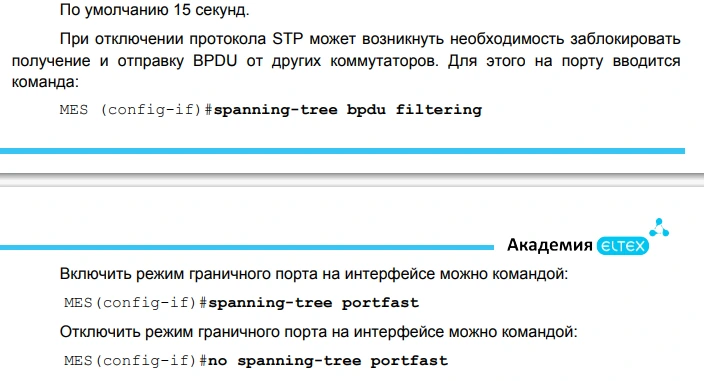 По умолчанию 15 секунд.
При отключении протокола STP может возникнуть необходимость заблокировать
получение и отправку BPDU от других коммутаторов. Для этого на порту вводится
команда:
MES (config-if)#spanning-tree bpdu filtering
Академия ELTEX
Включить режим граничного порта на интерфейсе можно командой:
MES(config-if)#spanning-tree portfast
Отключить режим граничного порта на интерфейсе можно командой:
MES(config-if)#no spanning-tree portfast